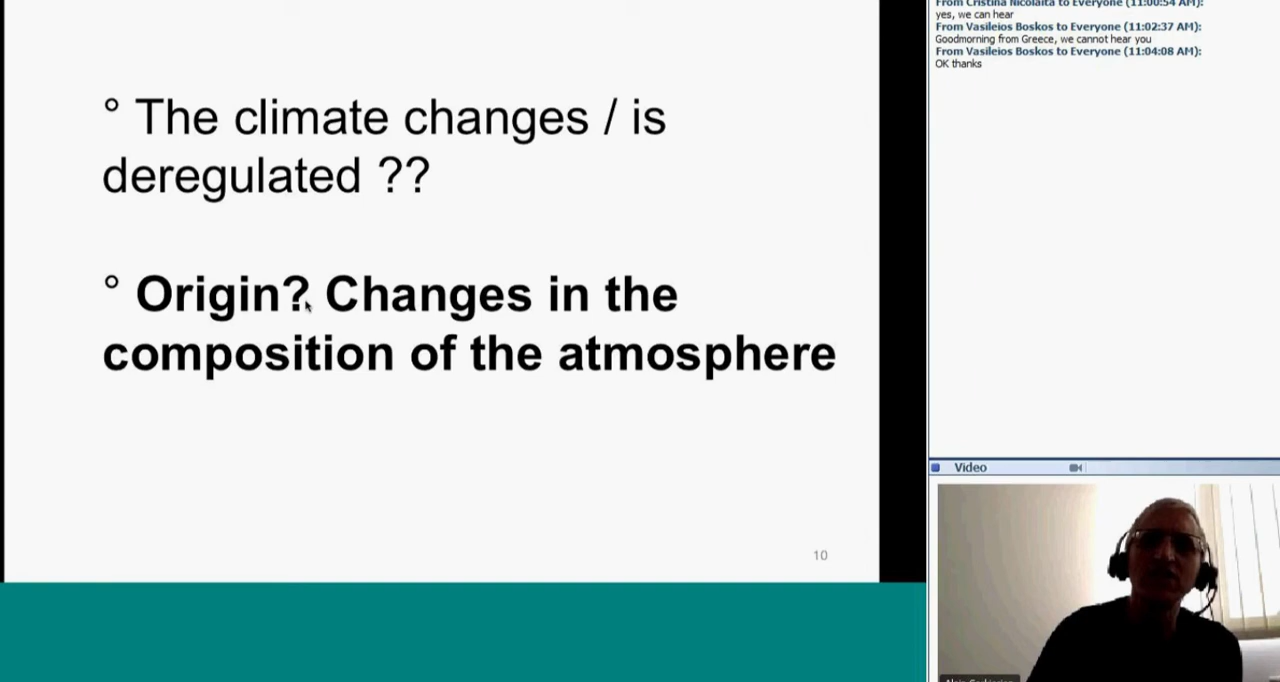 ° The climate changes / is
deregulated ??
° Origin? Changes in the
composition of the atmosphere
10
From Cristina Nicolaita to Everyone (11:00:54 AM):
yes, we can hear
From Vasileios Boskos to Everyone (11:02:37 AM):
Goodmorning from Greece, we cannot hear you
From Vasileios Boskos to Everyone (11:04:08 AM):
OK thanks
Video